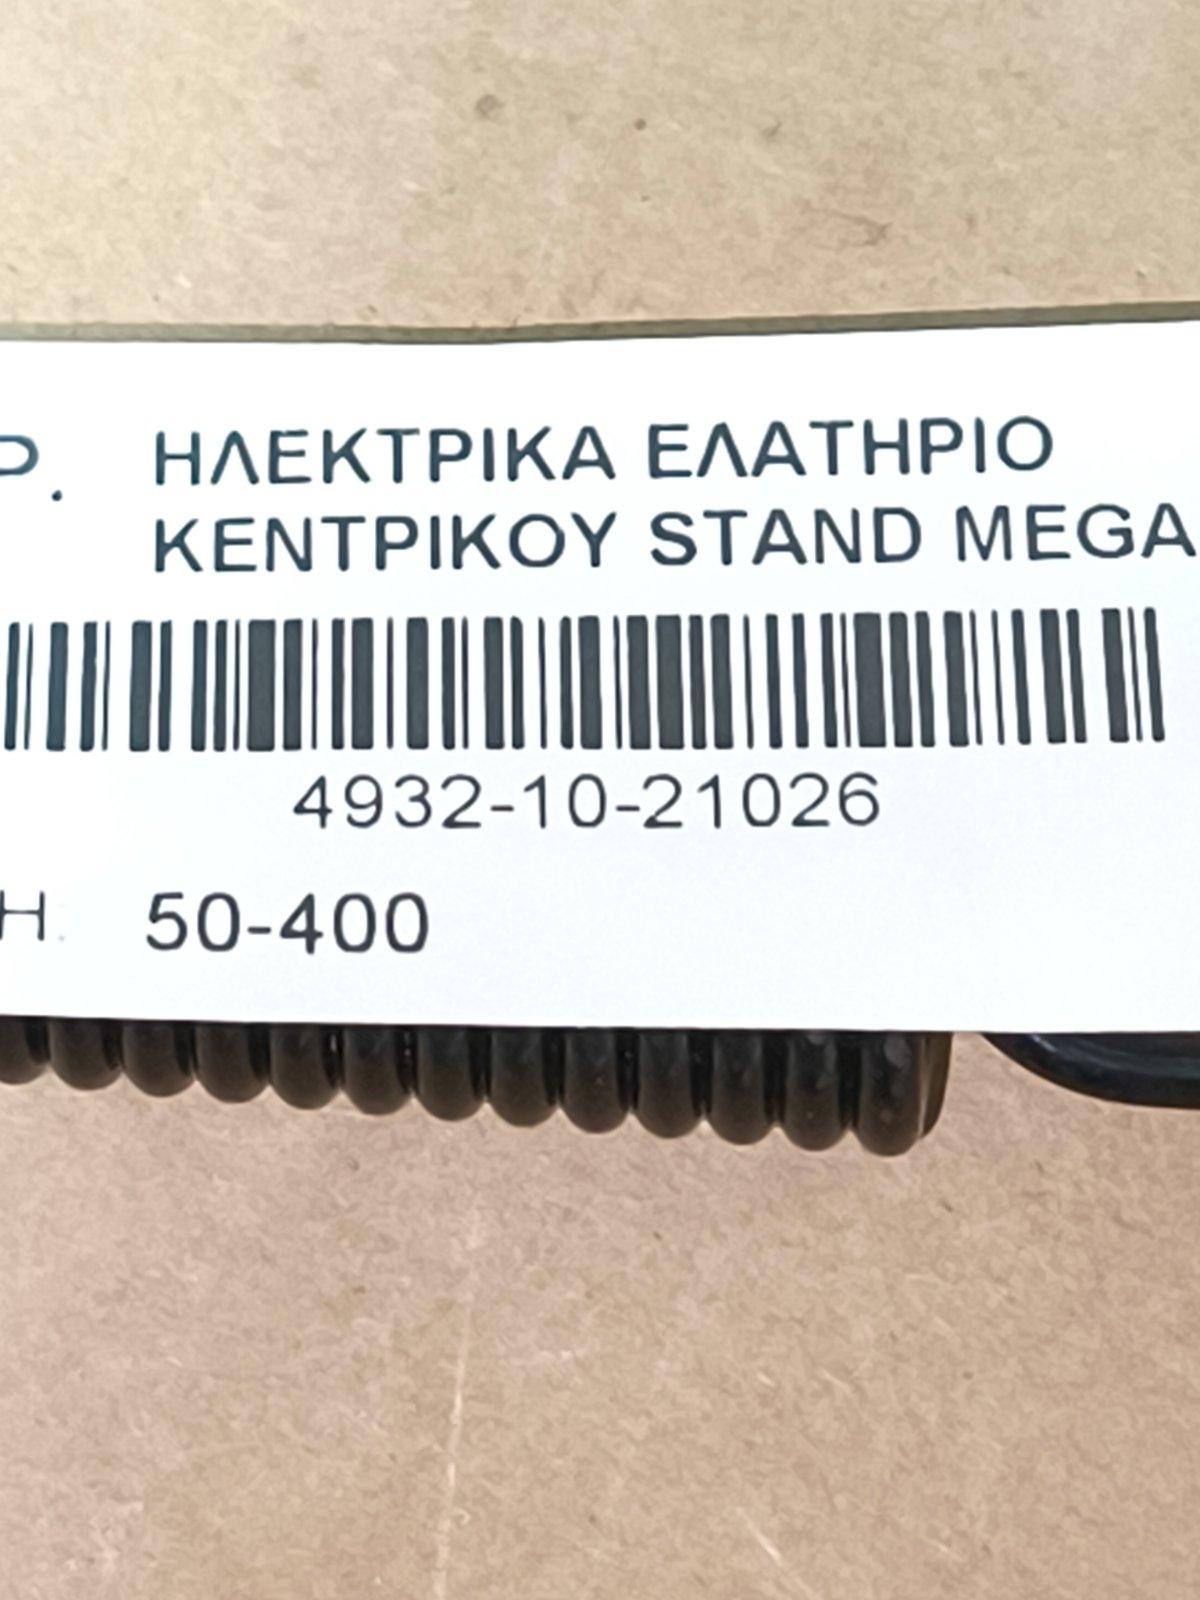 Ρ. ΗΛΕΚΤΡΙΚΑ ΕΛΑΤΗΡΙΟ
ΚΕΝΤΡΙΚΟΥ STAND MEGA
4932-10-21026
Η. 50-400